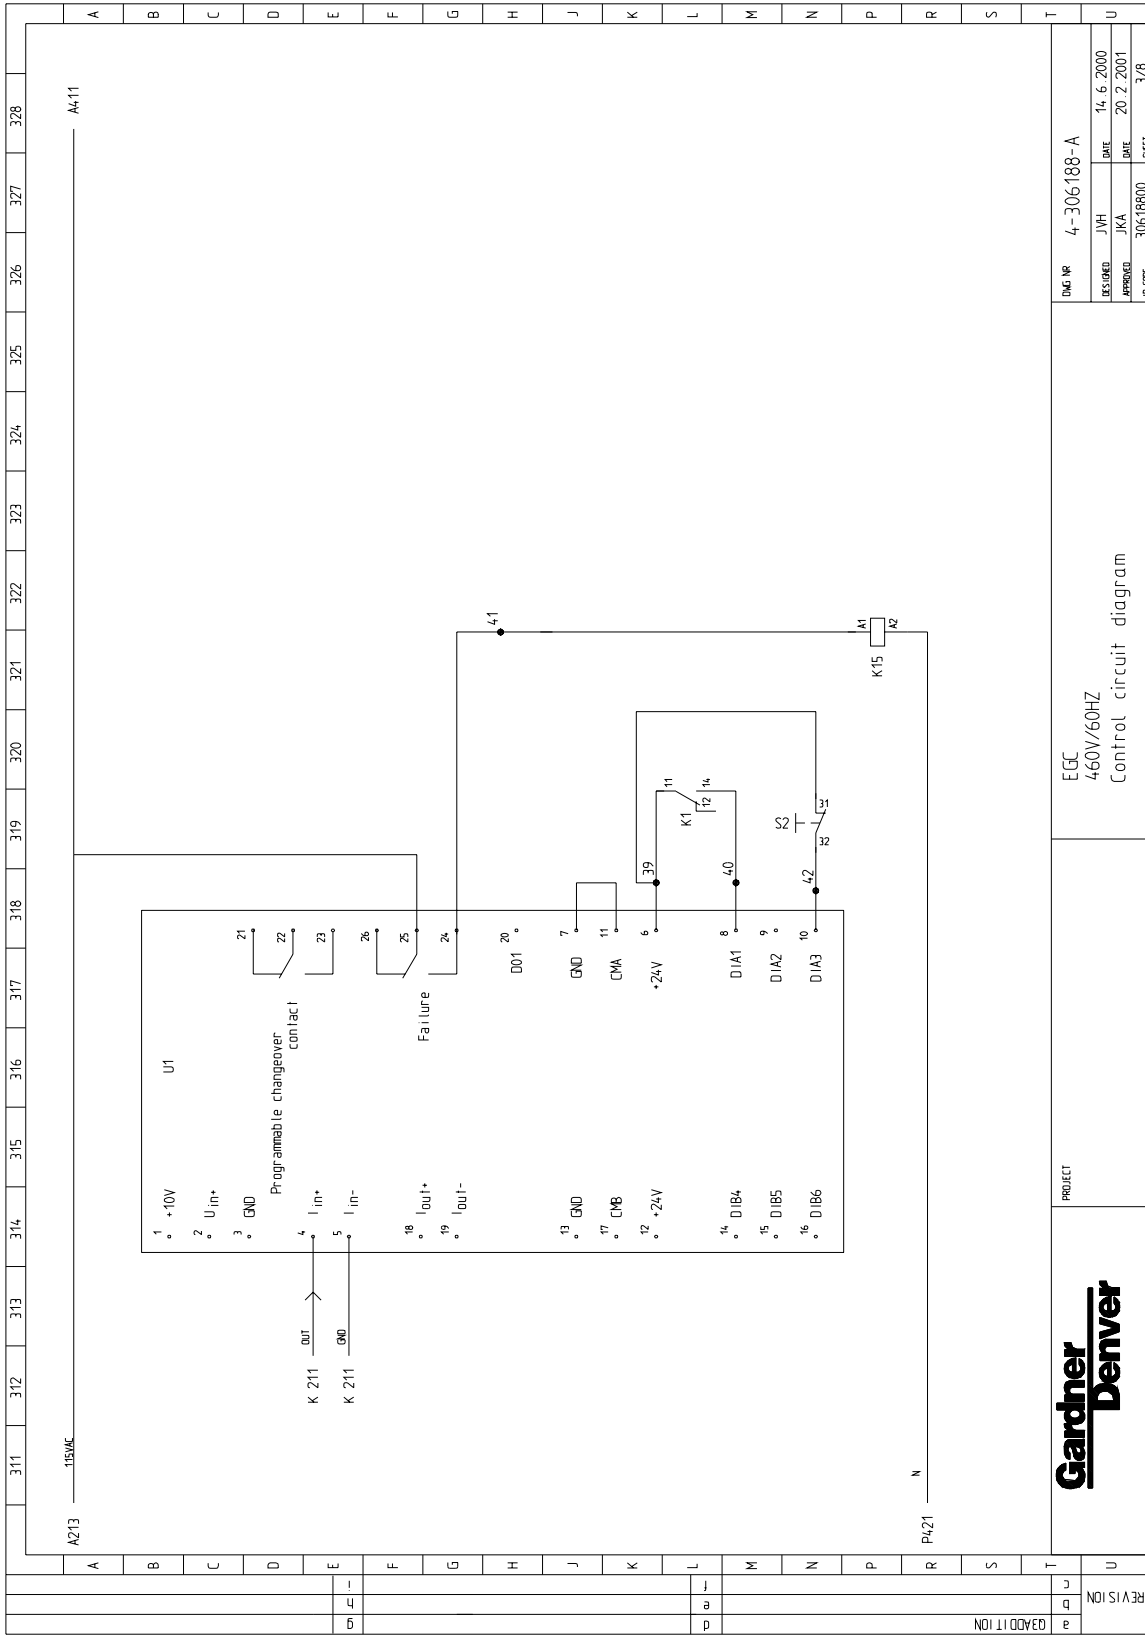 311 312 313 314 315 316 317 318 319 320 321 322 323 324 325 326 327 328
A B C D E F G H J K L M N P R S T U
A213 115VAC A411
U1
1 +10V
2 Uin+
3 GND
4 Iin+
5 Iin-
18 Iout+
19 Iout-
13 GND
17 CMB
12 +24V
14 DIB4
15 DIB5
16 DIB6
K 211 OUT
K 211 GND
Programmable changeover
contact
21
22
23
26
25
24
Failure
20
DO1
7
GND
11
CMA
6
+24V
8
DIA1
9
DIA2
10
DIA3
39
40
42
K1
11
12
14
S2
31
32
41
A1
K15
A2
P421 N
A B C D E F G H J K L M N P R S T U
REVISION
a Q3ADDITION
b
c
d
e
f
g
h
i
Gardner
Denver
PROJECT
EGC
460V/60HZ
Control circuit diagram
DWG NR 4-306188-A
DESIGNED JVH DATE 14.6.2000
APPROVED JKA DATE 20.2.2001
30618800 3/8